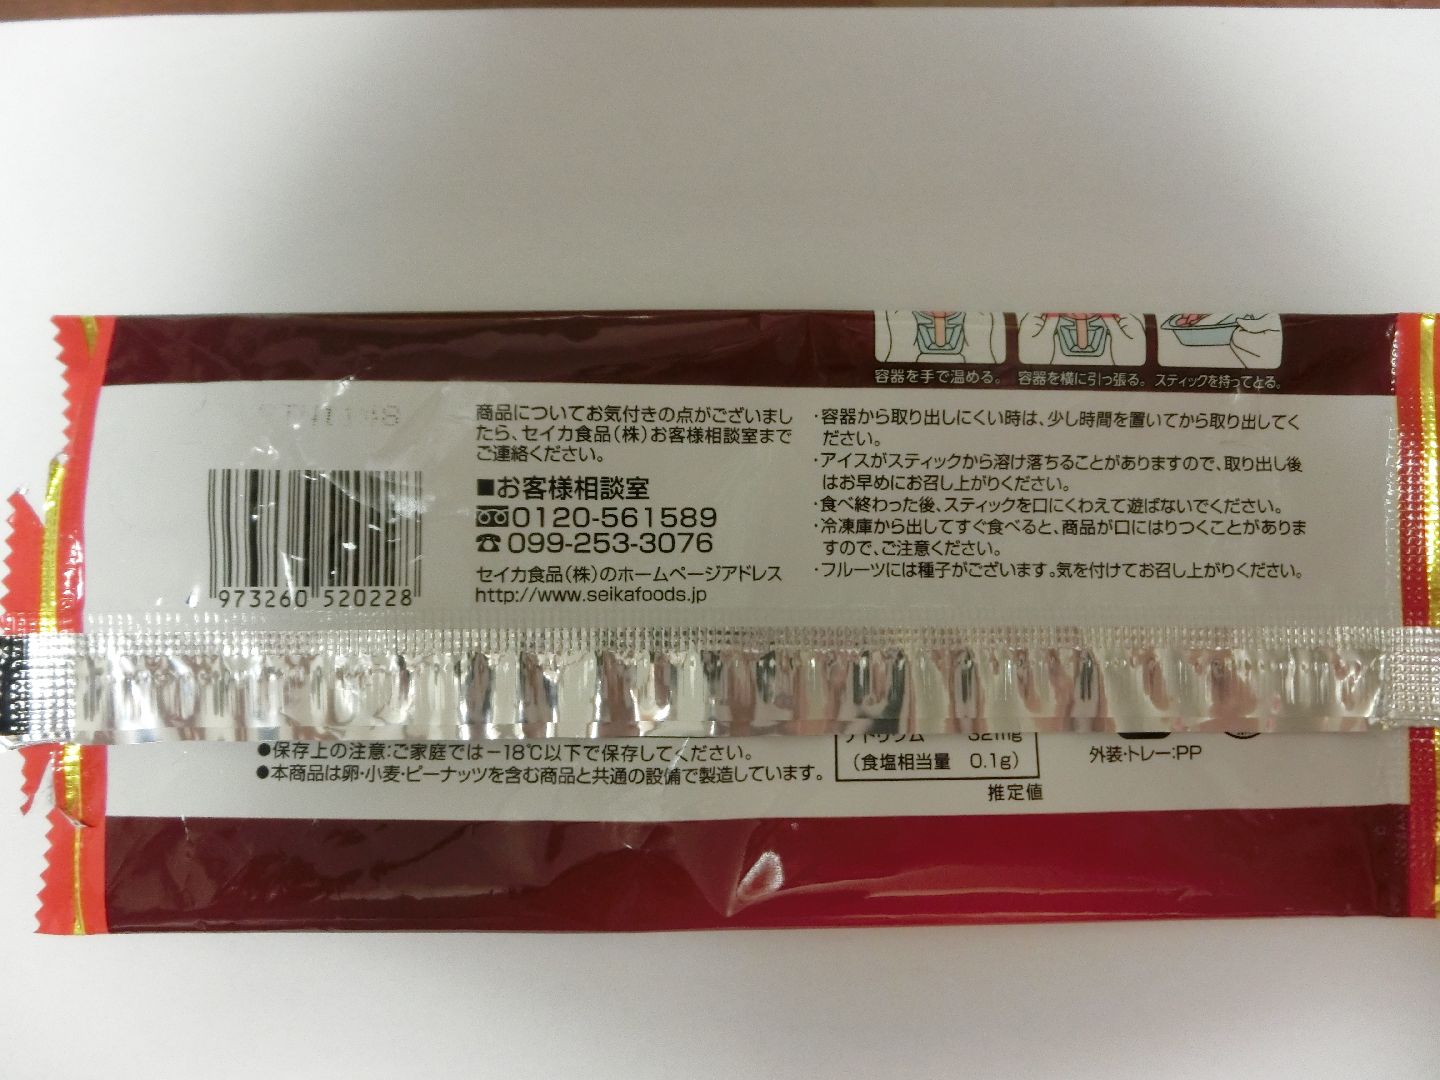 容器を手で温める。
容器を横に引っ張る。
スティックを持ってとる。
商品についてお気付きの点がございまし
たら、セイカ食品(株)お客様相談室まで
ご連絡ください。
■お客様相談室
0120-561589
☎099-253-3076
セイカ食品(株)のホームページアドレス
http://www.seikafoods.jp
973260 520228
・容器から取り出しにくい時は、少し時間を置いてから取り出してく
ださい。
・アイスがスティックから溶け落ちることがありますので、取り出し後
はお早めにお召し上がりください。
・食べ終わった後、スティックを口にくわえて遊ばないでください。
・冷凍庫から出してすぐ食べると、商品が口にはりつくことがありま
すので、ご注意ください。
・フルーツには種子がございます。気を付けてお召し上がりください。
●保存上の注意:ご家庭では−18℃以下で保存してください。
●本商品は卵・小麦・ピーナッツを含む商品と共通の設備で製造しています。
ナトリウム 52mg
(食塩相当量 0.1g)
推定値
外装・トレー:PP